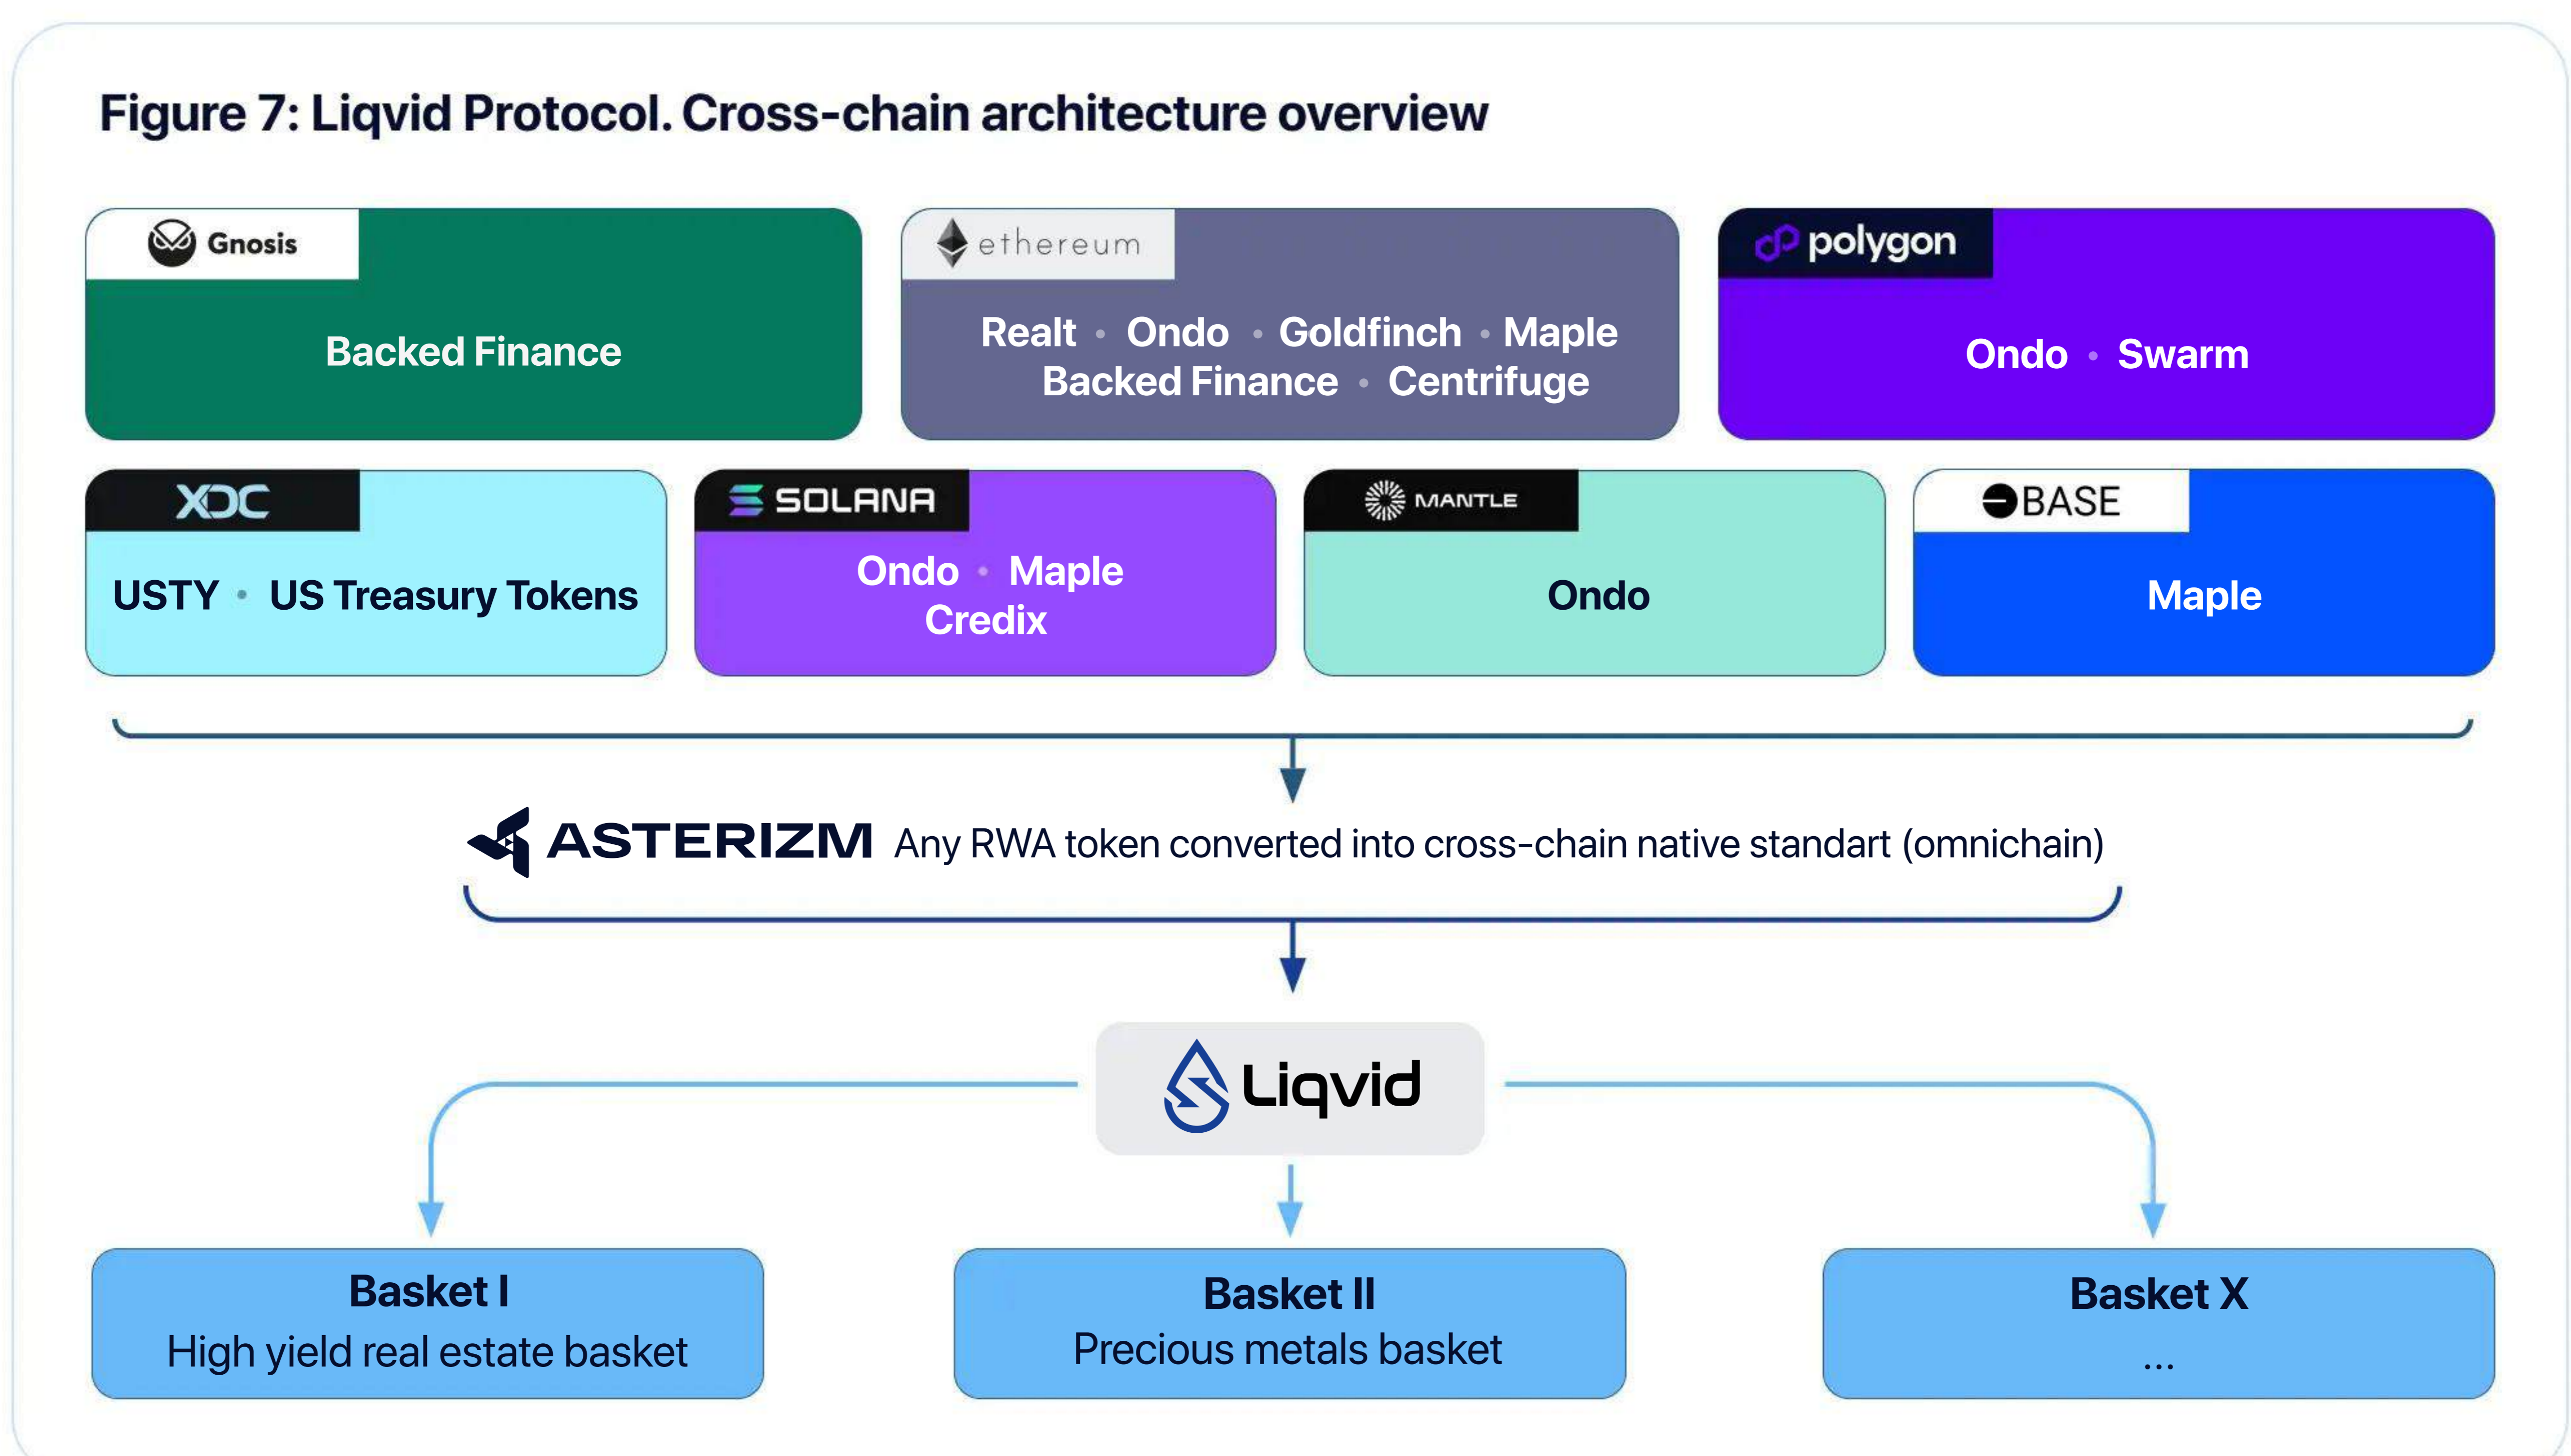 Figure 7: Liqvid Protocol. Cross-chain architecture overview
Gnosis
Backed Finance
ethereum
Realt • Ondo • Goldfinch • Maple
Backed Finance • Centrifuge
polygon
Ondo • Swarm
XDC
USTY • US Treasury Tokens
SOLANA
Ondo • Maple
Credix
MANTLE
Ondo
BASE
Maple
ASTERIZM Any RWA token converted into cross-chain native standart (omnichain)
Liqvid
Basket I
High yield real estate basket
Basket II
Precious metals basket
Basket X
...